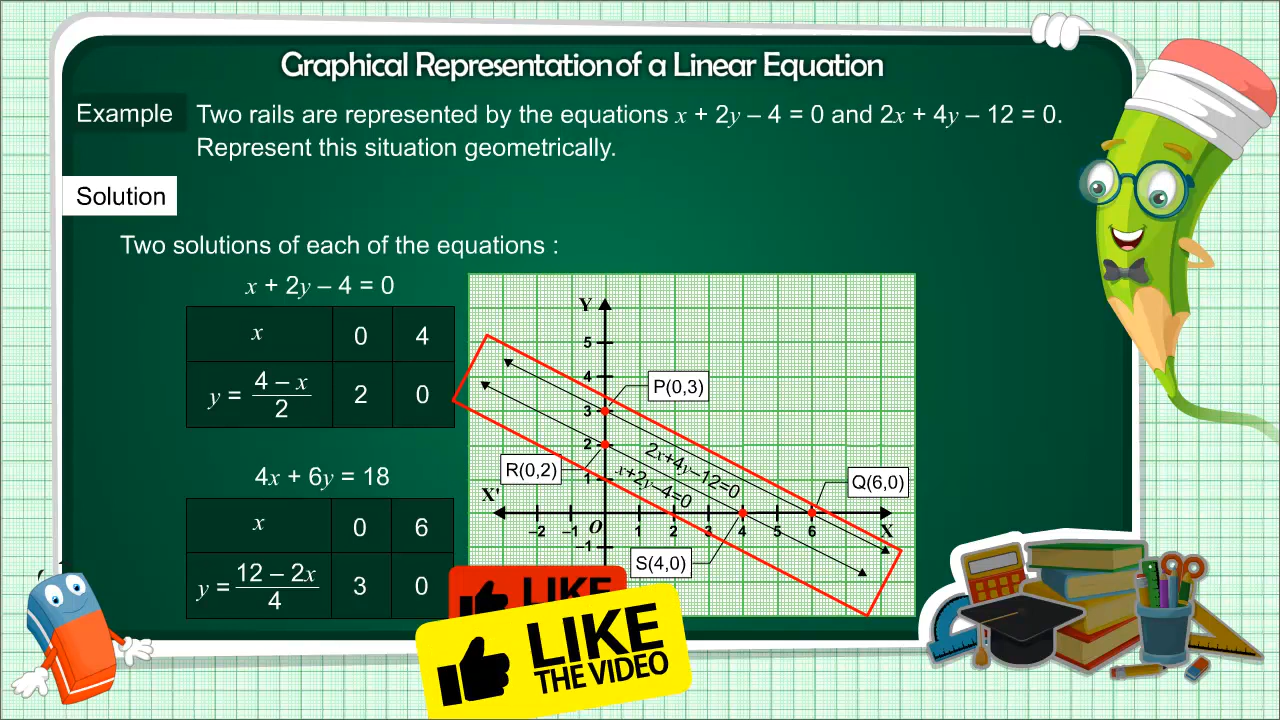 Graphical Representation of a Linear Equation
Example Two rails are represented by the equations x + 2y – 4 = 0 and 2x + 4y – 12 = 0.
Represent this situation geometrically.
Solution
Two solutions of each of the equations :
x + 2y – 4 = 0
x 0 4
y = (4 – x)/2 2 0
4x + 6y = 18
x 0 6
y = (12 – 2x)/4 3 0
Y
5
4
3
2
1
–1
P(0,3)
R(0,2)
2x+4y–12=0
x+2y–4=0
Q(6,0)
X'
O
X
–2 –1 1 2 3 4 5 6
S(4,0)
LIKE
LIKE
THE VIDEO